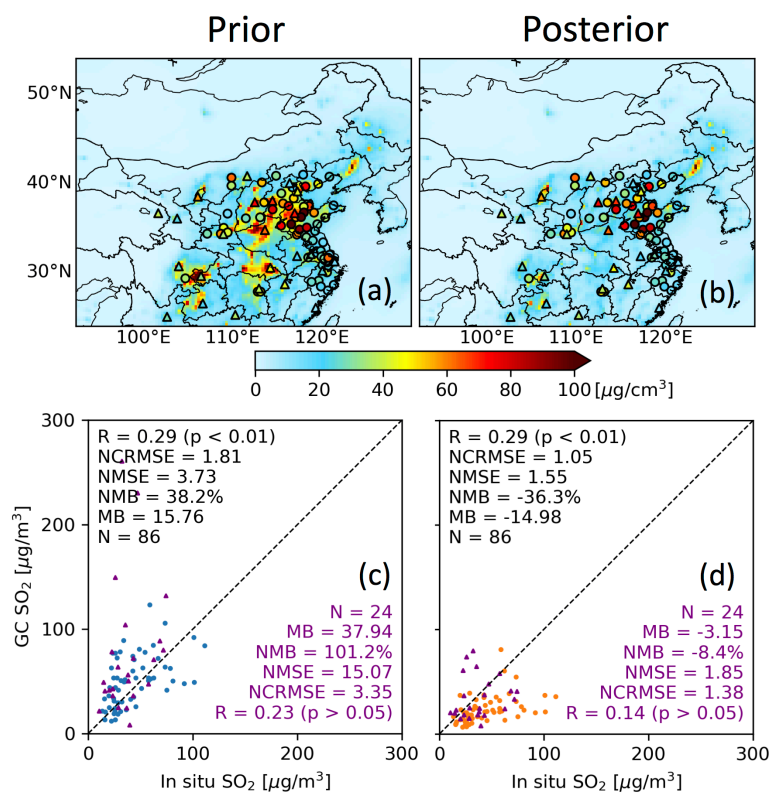 Prior
Posterior
50°N
40°N
30°N
(a)
(b)
100°E 110°E 120°E
100°E 110°E 120°E
0 20 40 60 80 100 [μg/cm³]
300
200
100
0
GC SO₂ [μg/m³]
R = 0.29 (p < 0.01)
NCRMSE = 1.81
NMSE = 3.73
NMB = 38.2%
MB = 15.76
N = 86
(c)
N = 24
MB = 37.94
NMB = 101.2%
NMSE = 15.07
NCRMSE = 3.35
R = 0.23 (p > 0.05)
0 100 200 300
In situ SO₂ [μg/m³]
300
200
100
0
R = 0.29 (p < 0.01)
NCRMSE = 1.05
NMSE = 1.55
NMB = -36.3%
MB = -14.98
N = 86
(d)
N = 24
MB = -3.15
NMB = -8.4%
NMSE = 1.85
NCRMSE = 1.38
R = 0.14 (p > 0.05)
0 100 200 300
In situ SO₂ [μg/m³]